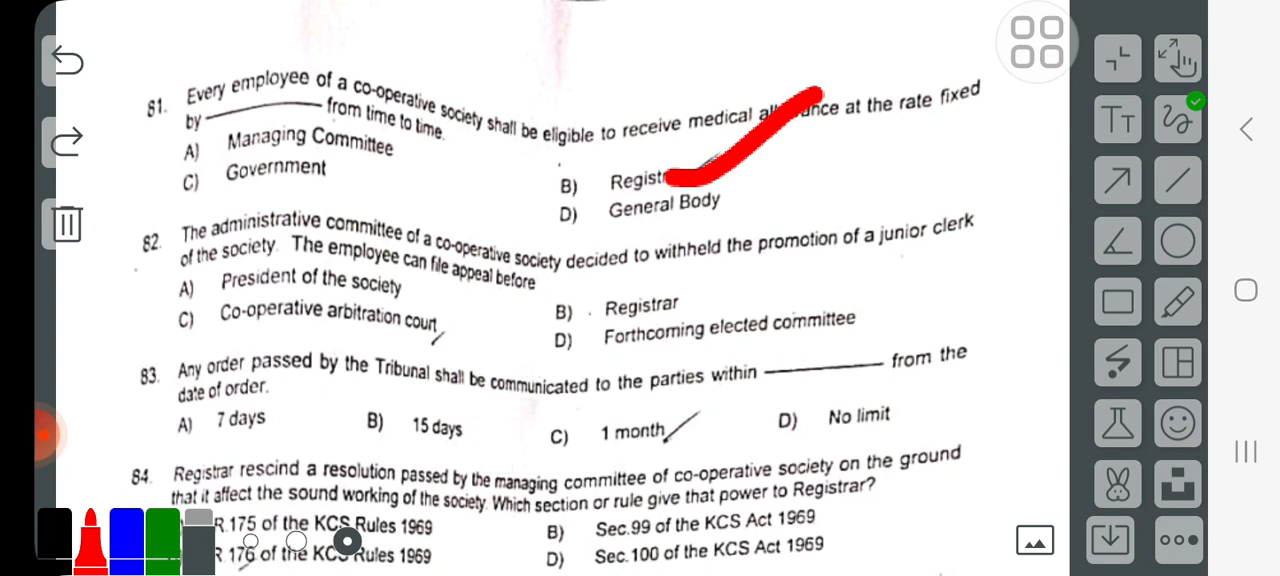 81. Every employee of a co-operative society shall be eligible to receive medical at the rate fixed
by ________ from time to time.
A) Managing Committee
B)
C) Government
D) General Body
82. The administrative committee of a co-operative society decided to withheld the promotion of a junior clerk
of the society. The employee can file appeal before
A) President of the society
B) Registrar
C) Co-operative arbitration court
D) Forthcoming elected committee
83. Any order passed by the Tribunal shall be communicated to the parties within ________ from the
date of order.
A) 7 days B) 15 days C) 1 month D) No limit
84. Registrar rescind a resolution passed by the managing committee of co-operative society on the ground
that it affect the sound working of the society. Which section or rule give that power to Registrar?
R.175 of the KCS Rules 1969
B) Sec.99 of the KCS Act 1969
R.176 of the KCS Rules 1969
D) Sec.100 of the KCS Act 1969
TT